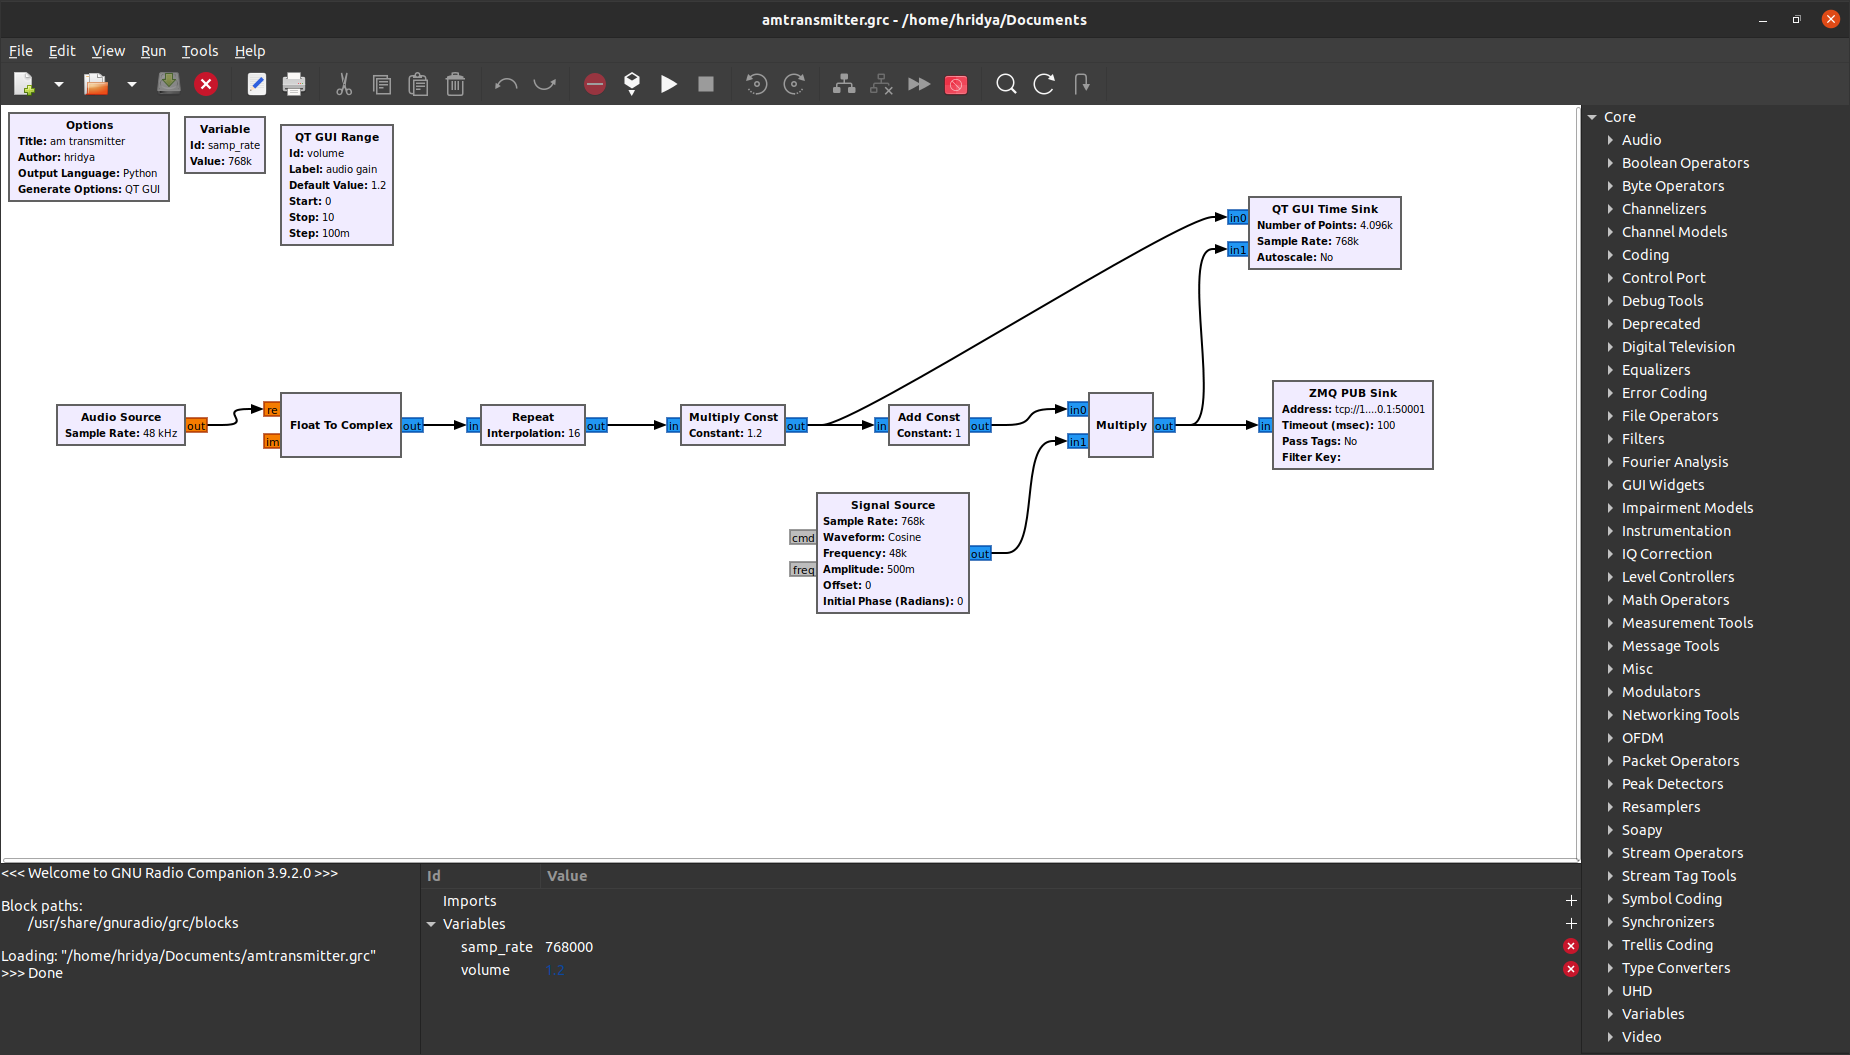 amtransmitter.grc - /home/hridya/Documents
File Edit View Run Tools Help
Options
Title: am transmitter
Author: hridya
Output Language: Python
Generate Options: QT GUI
Variable
Id: samp_rate
Value: 768k
QT GUI Range
Id: volume
Label: audio gain
Default Value: 1.2
Start: 0
Stop: 10
Step: 100m
QT GUI Time Sink
Number of Points: 4.096k
Sample Rate: 768k
Autoscale: No
in0
in1
Audio Source
Sample Rate: 48 kHz
out
re
im
Float To Complex
out
in
Repeat
Interpolation: 16
out
in
Multiply Const
Constant: 1.2
out
in
Add Const
Constant: 1
out
in0
in1
Multiply
out
in
ZMQ PUB Sink
Address: tcp://1....0.1:50001
Timeout (msec): 100
Pass Tags: No
Filter Key:
cmd
freq
Signal Source
Sample Rate: 768k
Waveform: Cosine
Frequency: 48k
Amplitude: 500m
Offset: 0
Initial Phase (Radians): 0
out
Core
Audio
Boolean Operators
Byte Operators
Channelizers
Channel Models
Coding
Control Port
Debug Tools
Deprecated
Digital Television
Equalizers
Error Coding
File Operators
Filters
Fourier Analysis
GUI Widgets
Impairment Models
Instrumentation
IQ Correction
Level Controllers
Math Operators
Measurement Tools
Message Tools
Misc
Modulators
Networking Tools
OFDM
Packet Operators
Peak Detectors
Resamplers
Soapy
Stream Operators
Stream Tag Tools
Symbol Coding
Synchronizers
Trellis Coding
Type Converters
UHD
Variables
Video
<<< Welcome to GNU Radio Companion 3.9.2.0 >>>
Block paths:
/usr/share/gnuradio/grc/blocks
Loading: "/home/hridya/Documents/amtransmitter.grc"
>>> Done
Id Value
Imports
Variables
samp_rate 768000
volume 1.2